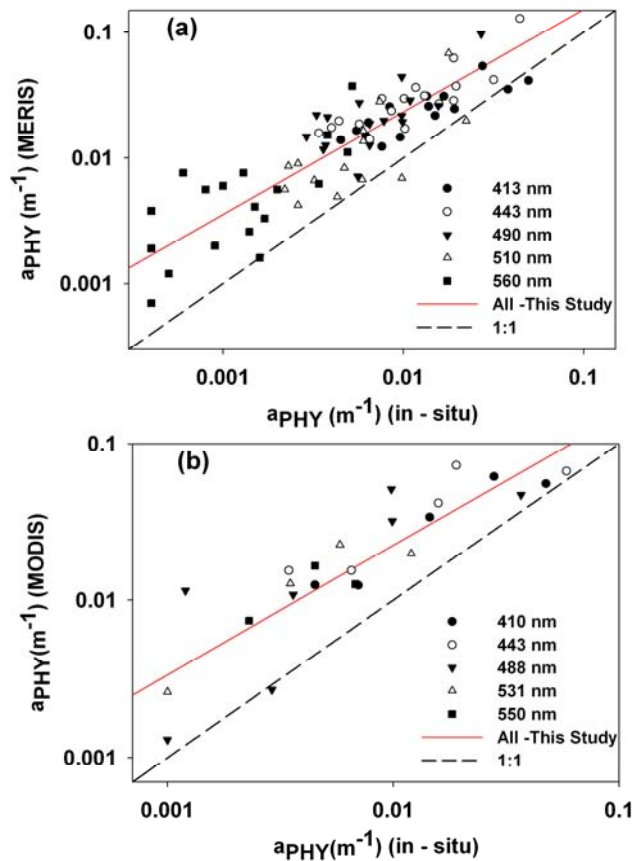 (a)
0.1
0.01
0.001
aPHY (m-1) (MERIS)
413 nm
443 nm
490 nm
510 nm
560 nm
All -This Study
1:1
0.001 0.01 0.1
aPHY (m-1) (in - situ)
(b)
0.1
0.01
0.001
aPHY(m-1) (MODIS)
410 nm
443 nm
488 nm
531 nm
550 nm
All -This Study
1:1
0.001 0.01 0.1
aPHY(m-1) (in - situ)